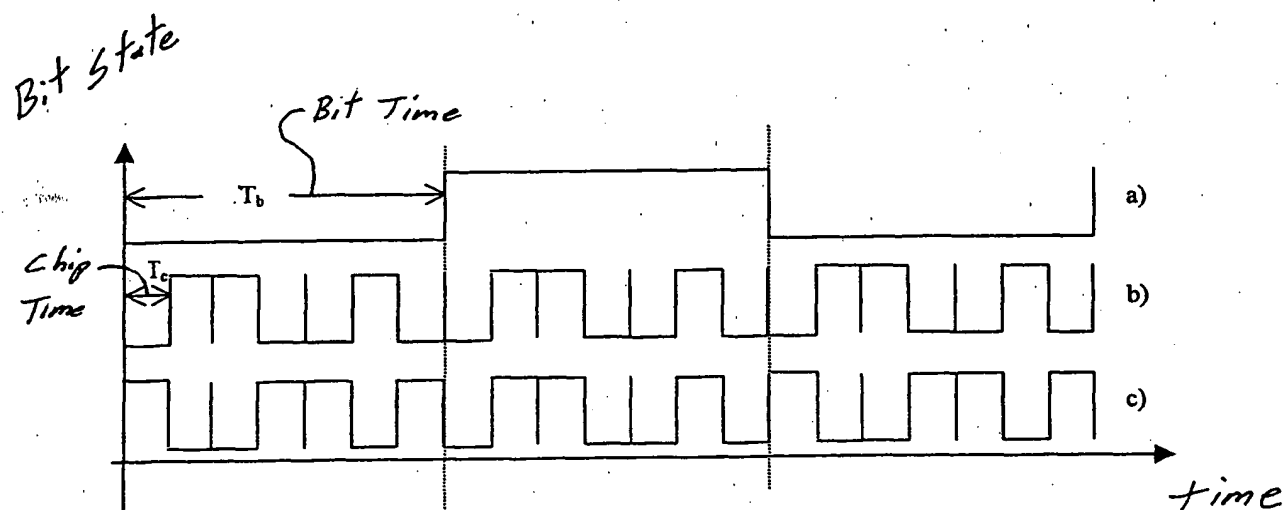 Bit State
Bit Time
T_b
a)
Chip
Time
T_c
b)
c)
time